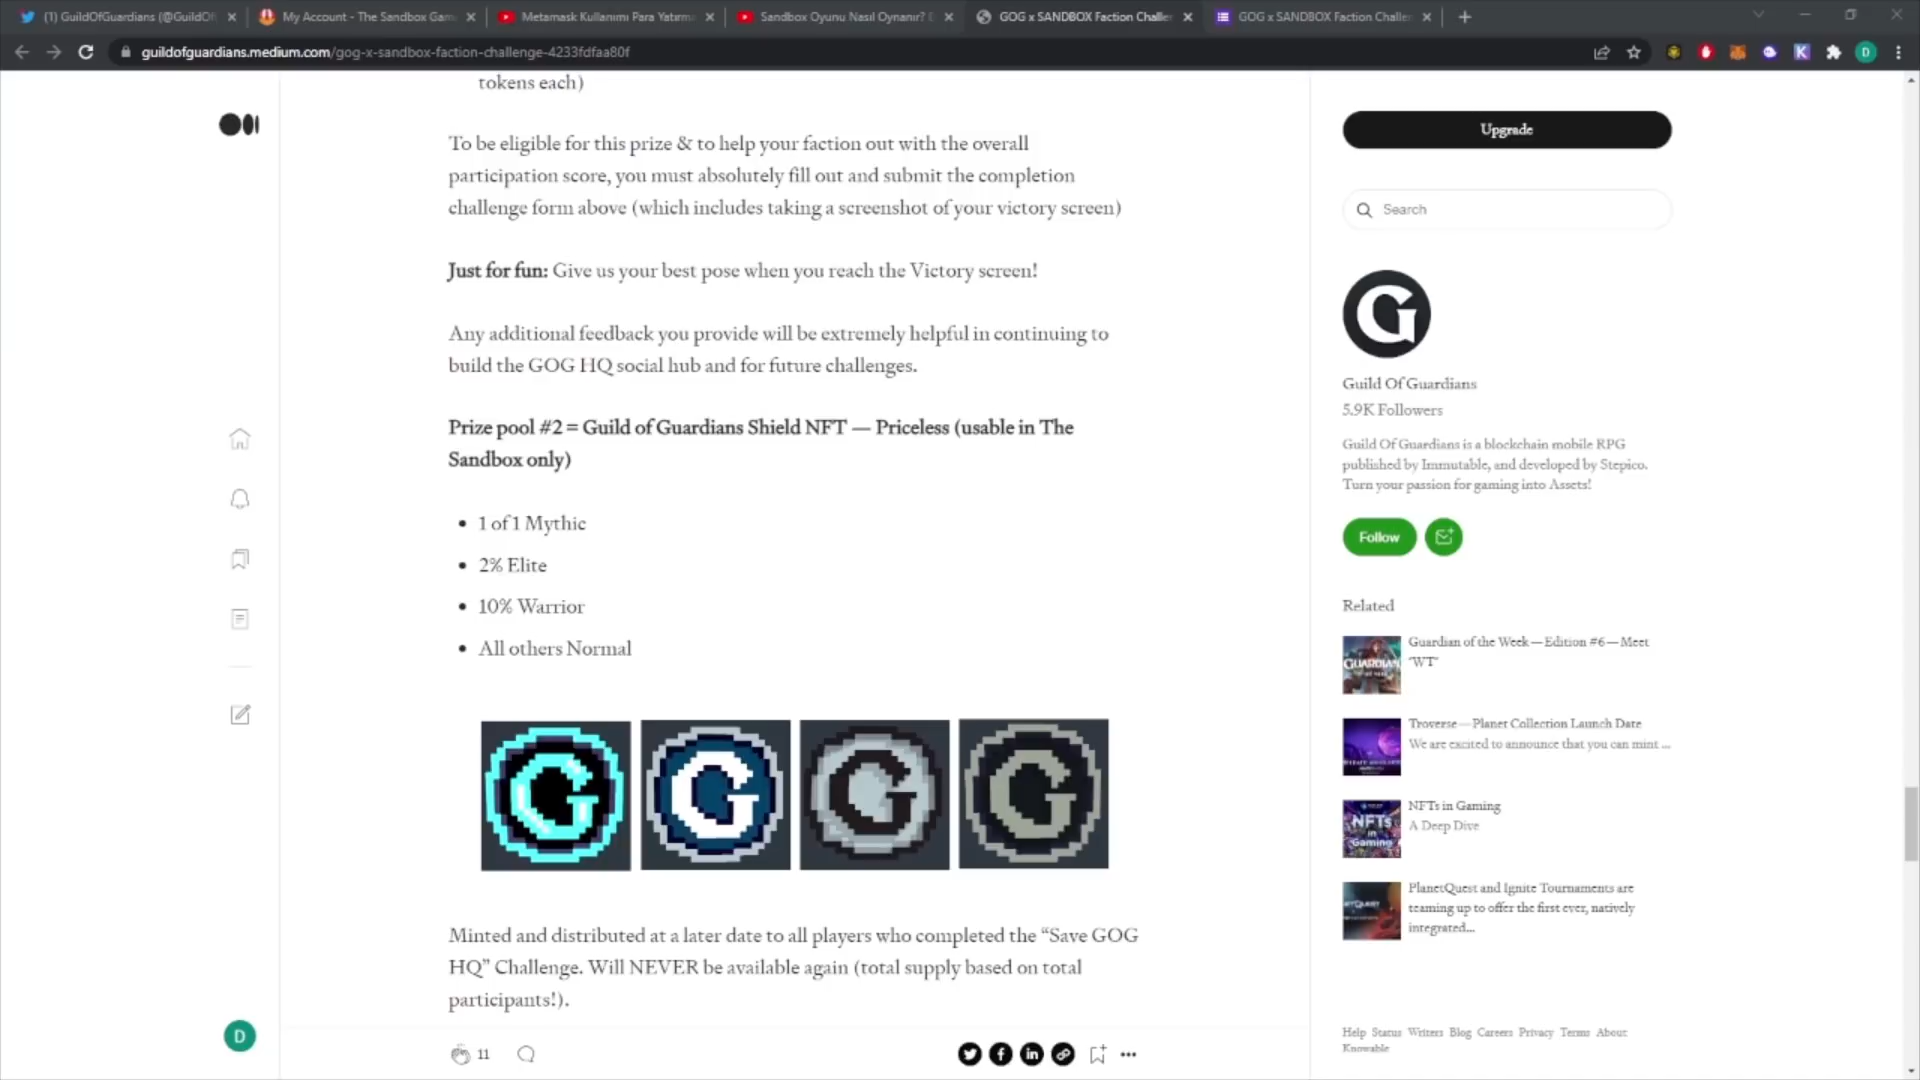 (1) GuildOfGuardians (@GuildOf
My Account - The Sandbox Gam
Metamask Kullanımı Para Yatırm
Sandbox Oyunu Nasıl Oynanır?
GOG x SANDBOX Faction Challe
GOG x SANDBOX Faction Challe
guildofguardians.medium.com/gog-x-sandbox-faction-challenge-4233fdfaa80f
D
tokens each)
To be eligible for this prize & to help your faction out with the overall
participation score, you must absolutely fill out and submit the completion
challenge form above (which includes taking a screenshot of your victory screen)
Just for fun: Give us your best pose when you reach the Victory screen!
Any additional feedback you provide will be extremely helpful in continuing to
build the GOG HQ social hub and for future challenges.
Prize pool #2 = Guild of Guardians Shield NFT — Priceless (usable in The
Sandbox only)
• 1 of 1 Mythic
• 2% Elite
• 10% Warrior
• All others Normal
G G G G
Minted and distributed at a later date to all players who completed the “Save GOG
HQ” Challenge. Will NEVER be available again (total supply based on total
participants!).
11
D
Upgrade
Search
G
Guild Of Guardians
5.9K Followers
Guild Of Guardians is a blockchain mobile RPG
published by Immutable, and developed by Stepico.
Turn your passion for gaming into Assets!
Follow
Related
Guardian of the Week — Edition #6 — Meet
"WT"
Troverse — Planet Collection Launch Date
We are excited to announce that you can mint ...
NFTs in Gaming
A Deep Dive
NFTs
in
Gaming
PlanetQuest and Ignite Tournaments are
teaming up to offer the first ever, natively
integrated...
Help Status Writers Blog Careers Privacy Terms About
Knowable